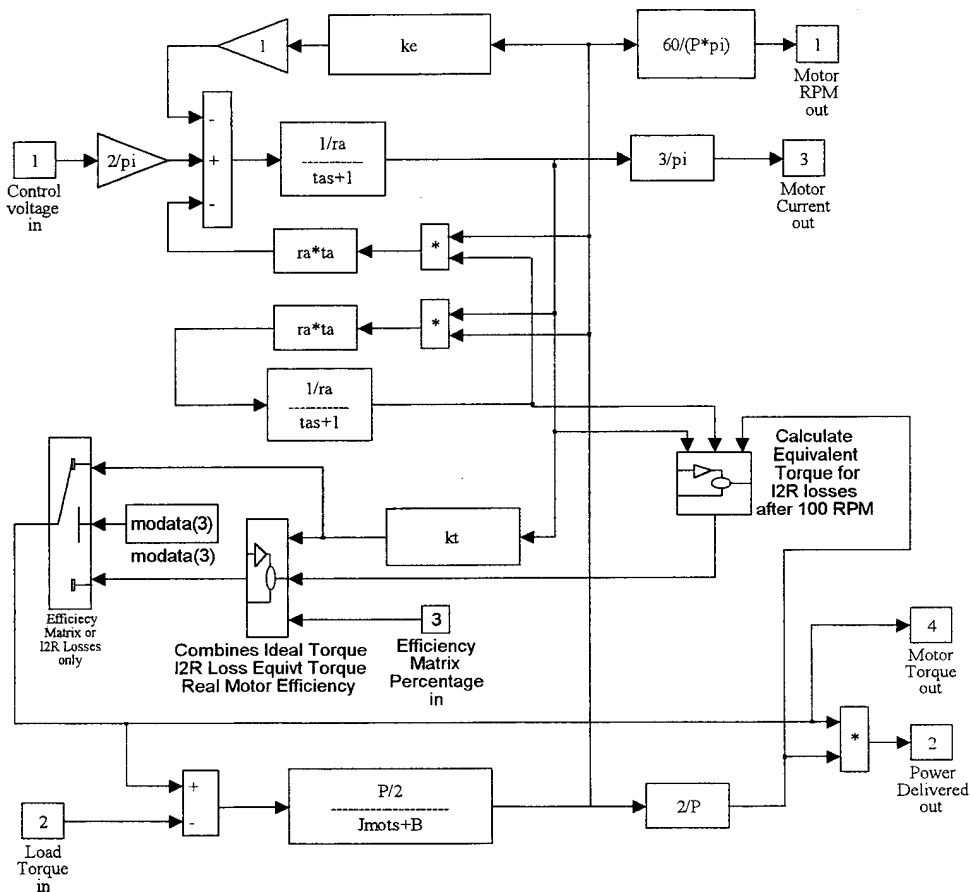 1
ke
60/(P*pi)
1
Motor
RPM
out
-
+
-
1
Control
voltage
in
2/pi
1/ra
tas+1
3/pi
3
Motor
Current
out
ra*ta
*
ra*ta
*
1/ra
tas+1
Calculate
Equivalent
Torque for
I2R losses
after 100 RPM
modata(3)
modata(3)
kt
Efficiecy
Matrix or
I2R Losses
only
3
Efficiency
Matrix
Percentage
in
Combines Ideal Torque
I2R Loss Equivt Torque
Real Motor Efficiency
4
Motor
Torque
out
*
2
Power
Delivered
out
+
-
P/2
Jmots+B
2/P
2
Load
Torque
in